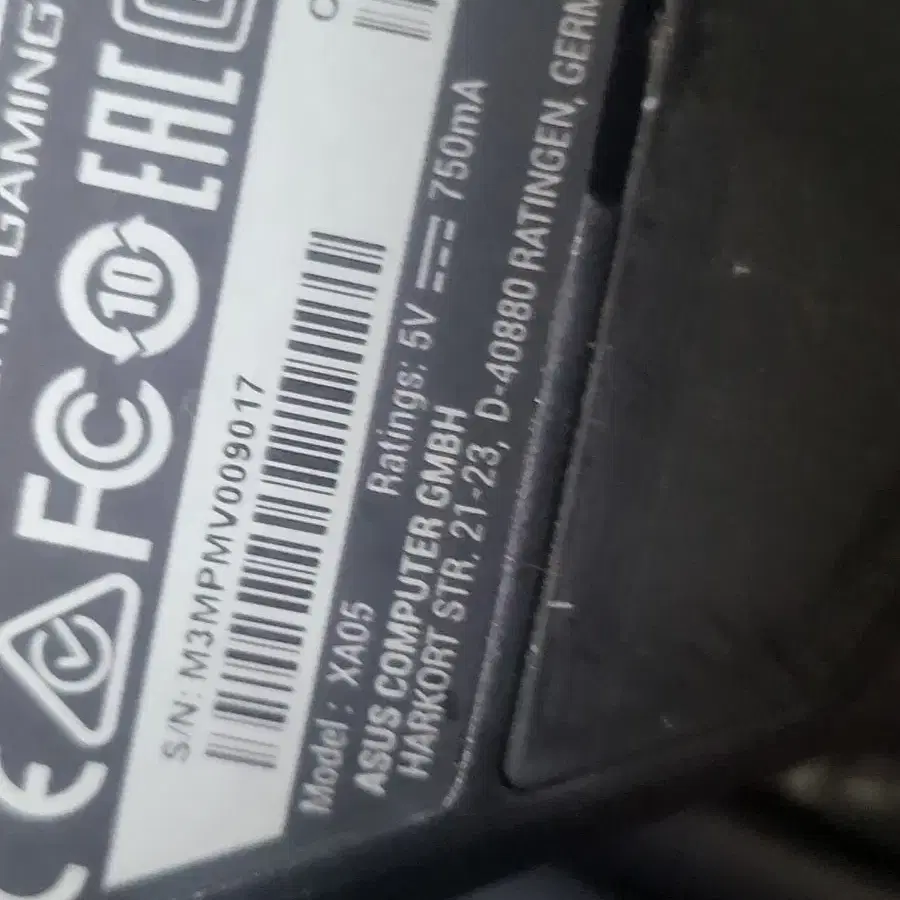 GAMING
CE FC 10 EAC
S/N: M3MPMV009017
C
Model : XA05 Ratings: 5V 750mA
ASUS COMPUTER GMBH
HARKORT STR. 21-23, D-40880 RATINGEN, GERM